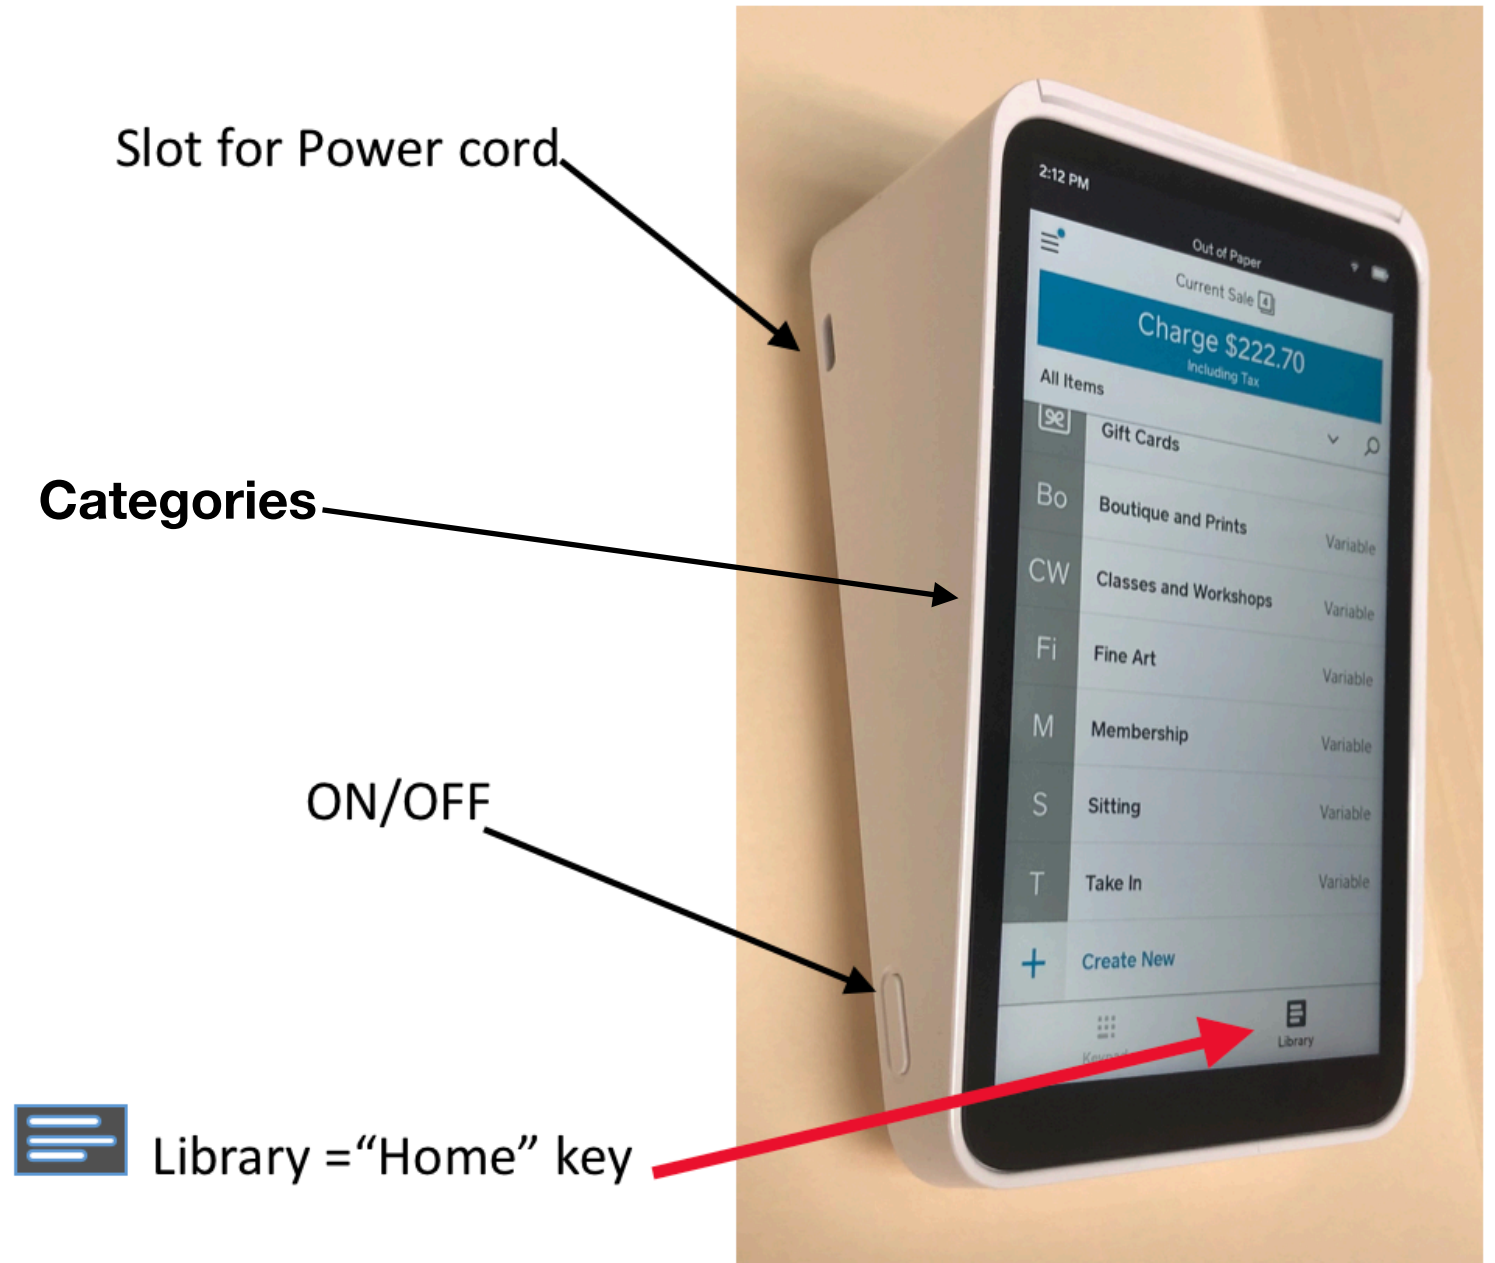 Slot for Power cord
Categories
ON/OFF
Library ="Home" key
2:12 PM
Out of Paper
Current Sale 4
Charge $222.70
Including Tax
All Items
Gift Cards
Bo Boutique and Prints Variable
CW Classes and Workshops Variable
Fi Fine Art Variable
M Membership Variable
S Sitting Variable
T Take In Variable
+ Create New
Keypad
Library